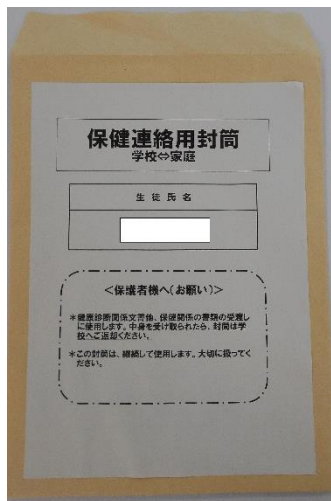 保健連絡用封筒
学校⇔家庭
生徒氏名
<保護者様へ(お願い)>
*健康診断関係文書他、保健関係の書類の受渡し
に使用します。中身を受け取られたら、封筒は学
校へご返却ください。
*この封筒は、継続して使用します。大切に扱ってく
ださい。